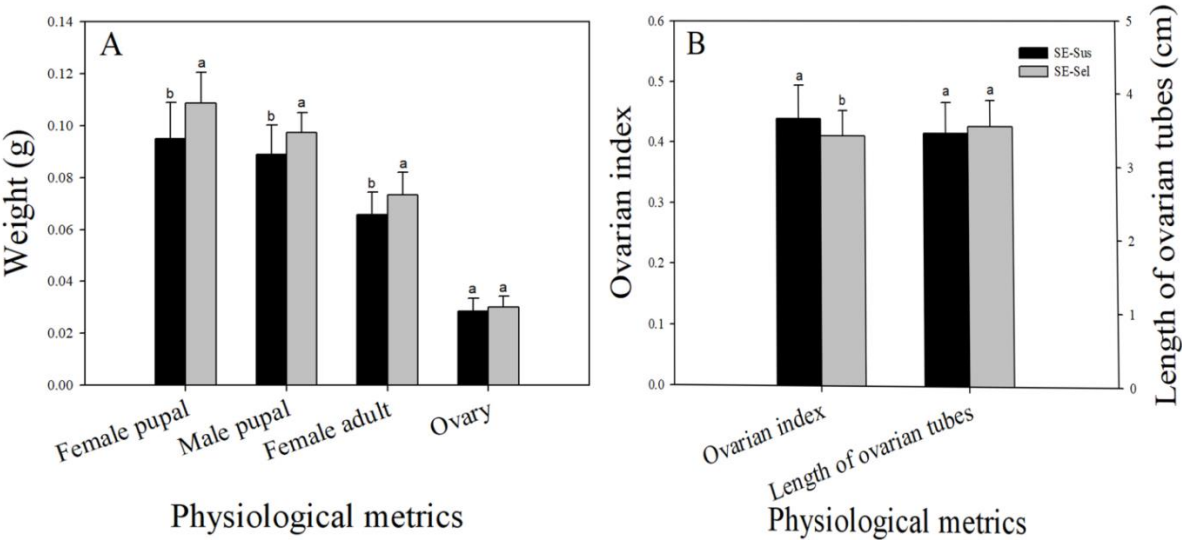 A
Weight (g)
0.14
0.12
0.10
0.08
0.06
0.04
0.02
0.00
b
a
b
a
b
a
a
a
Female pupal
Male pupal
Female adult
Ovary
Physiological metrics
B
Ovarian index
0.6
0.5
0.4
0.3
0.2
0.1
0.0
SE-Sus
SE-Sel
a
b
a
a
5
4
3
2
1
0
Length of ovarian tubes (cm)
Ovarian index
Length of ovarian tubes
Physiological metrics